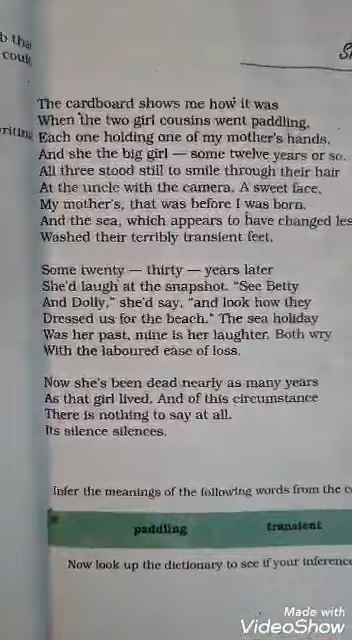 b that
could
S
The cardboard shows me how it was
When the two girl cousins went paddling,
riting
Each one holding one of my mother's hands,
And she the big girl — some twelve years or so.
All three stood still to smile through their hair
At the uncle with the camera. A sweet face,
My mother's, that was before I was born.
And the sea, which appears to have changed les
Washed their terribly transient feet.
Some twenty — thirty — years later
She'd laugh at the snapshot. "See Betty
And Dolly," she'd say, "and look how they
Dressed us for the beach." The sea holiday
Was her past, mine is her laughter. Both wry
With the laboured ease of loss.
Now she's been dead nearly as many years
As that girl lived. And of this circumstance
There is nothing to say at all.
Its silence silences.
Infer the meanings of the following words from the c
paddling transient
Now look up the dictionary to see if your inference
Made with
VideoShow